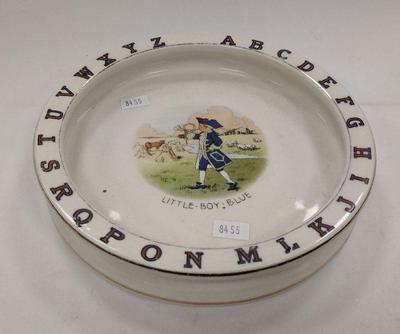 A B C D E F G H I J K L M N O P Q R S T U V W X Y Z
8455
LITTLE-BOY, BLUE
8455